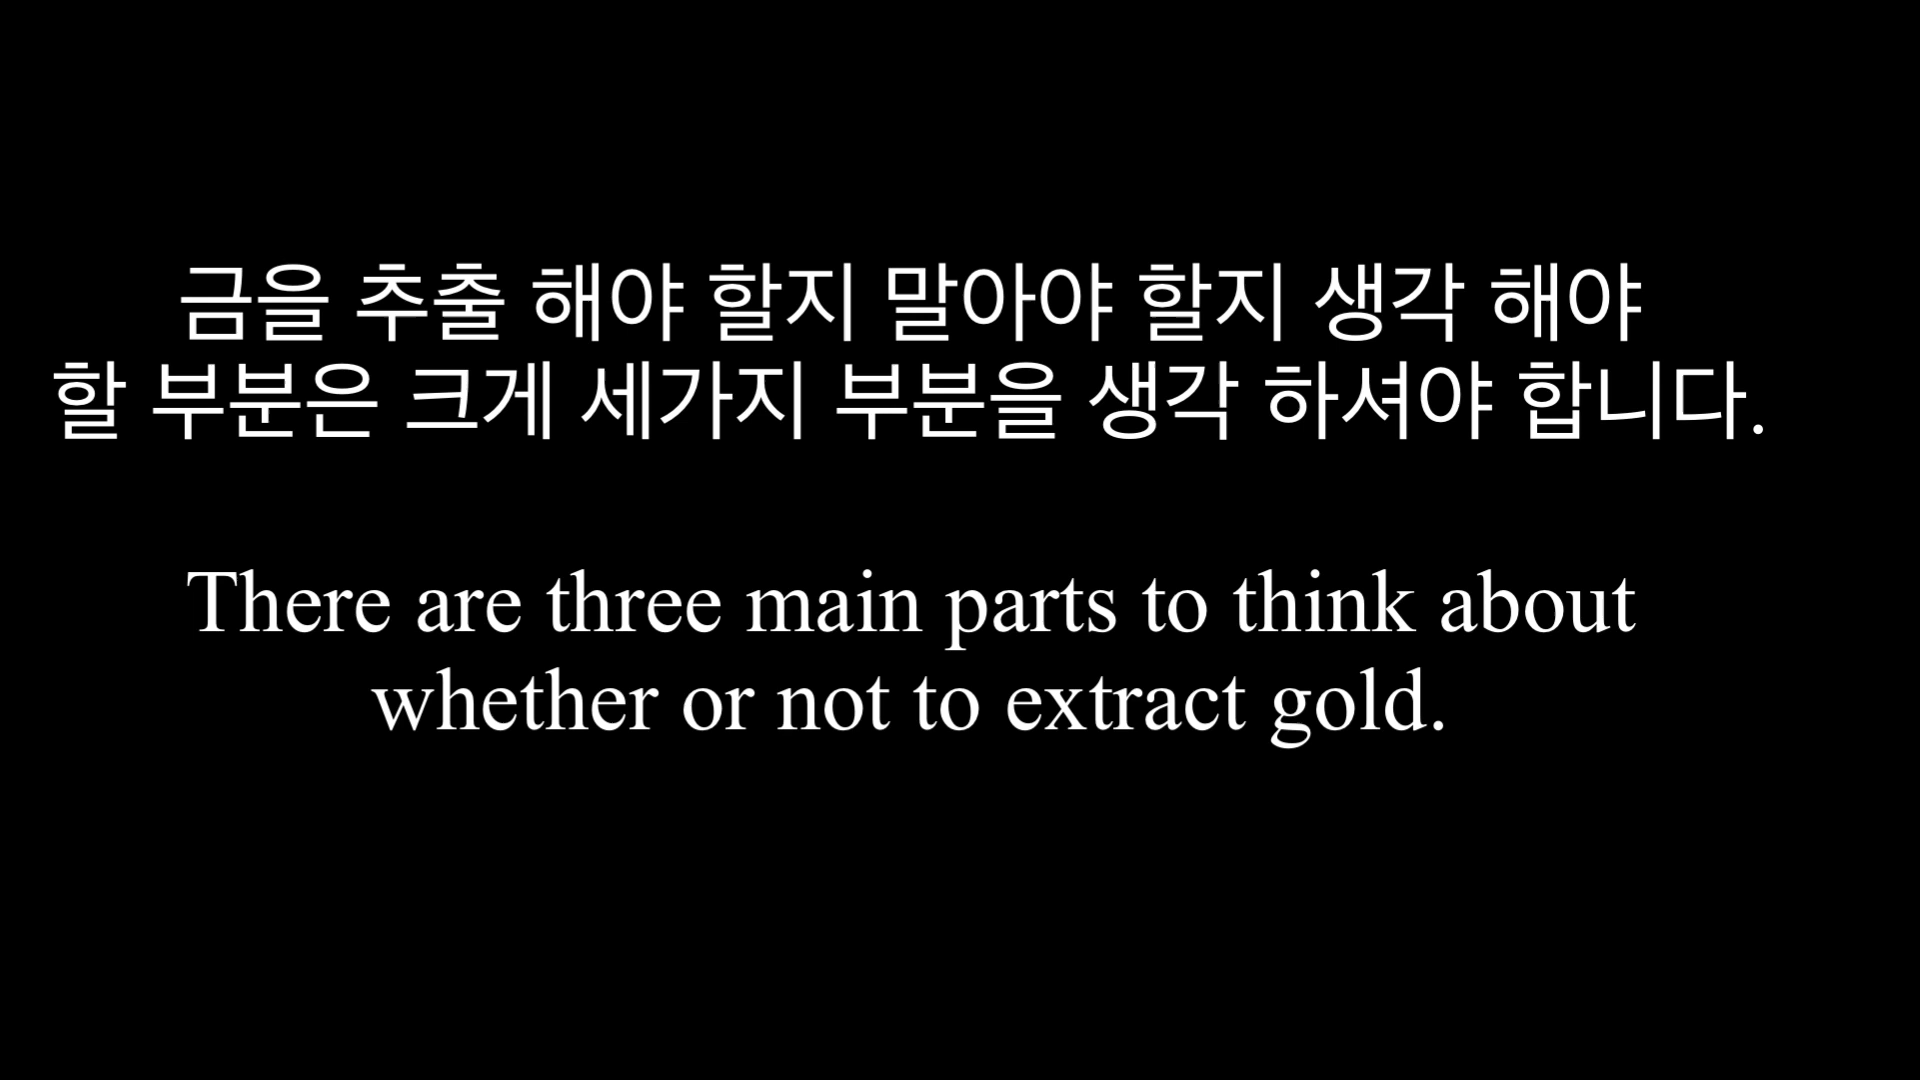 금을 추출 해야 할지 말아야 할지 생각 해야
할 부분은 크게 세가지 부분을 생각 하셔야 합니다.
There are three main parts to think about
whether or not to extract gold.